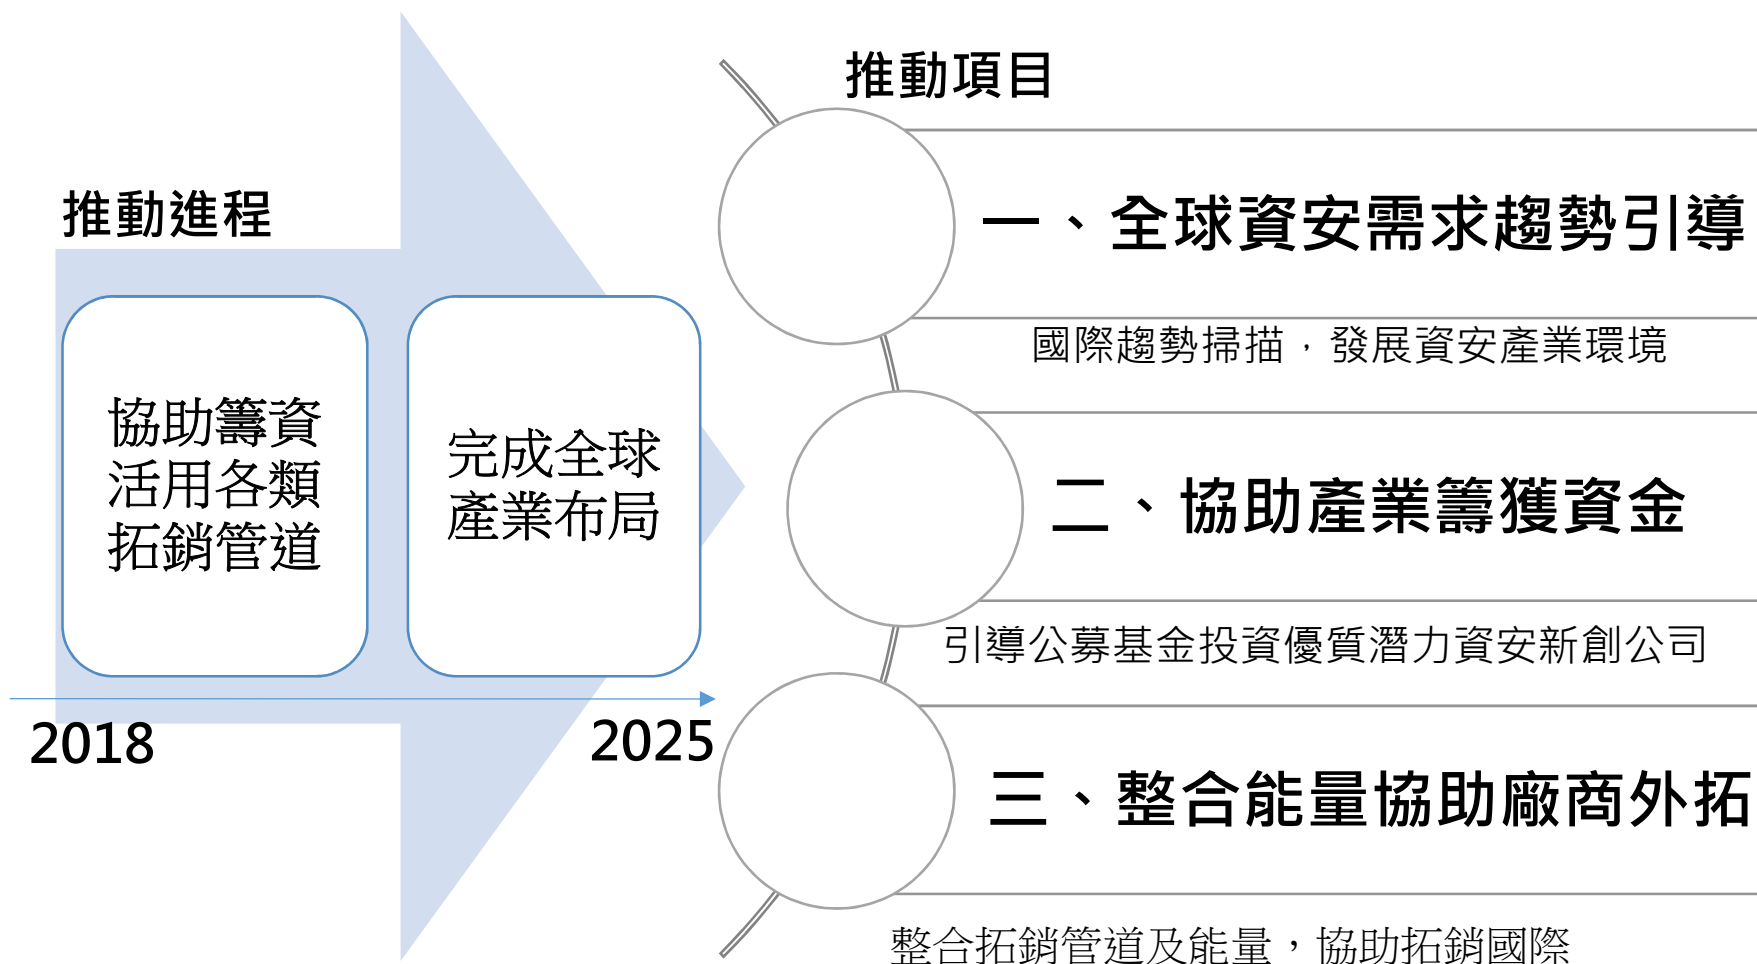 推動進程
協助籌資
活用各類
拓銷管道
完成全球
產業布局
2018
2025
推動項目
一、全球資安需求趨勢引導
國際趨勢掃描，發展資安產業環境
二、協助產業籌獲資金
引導公募基金投資優質潛力資安新創公司
三、整合能量協助廠商外拓
整合拓銷管道及能量，協助拓銷國際